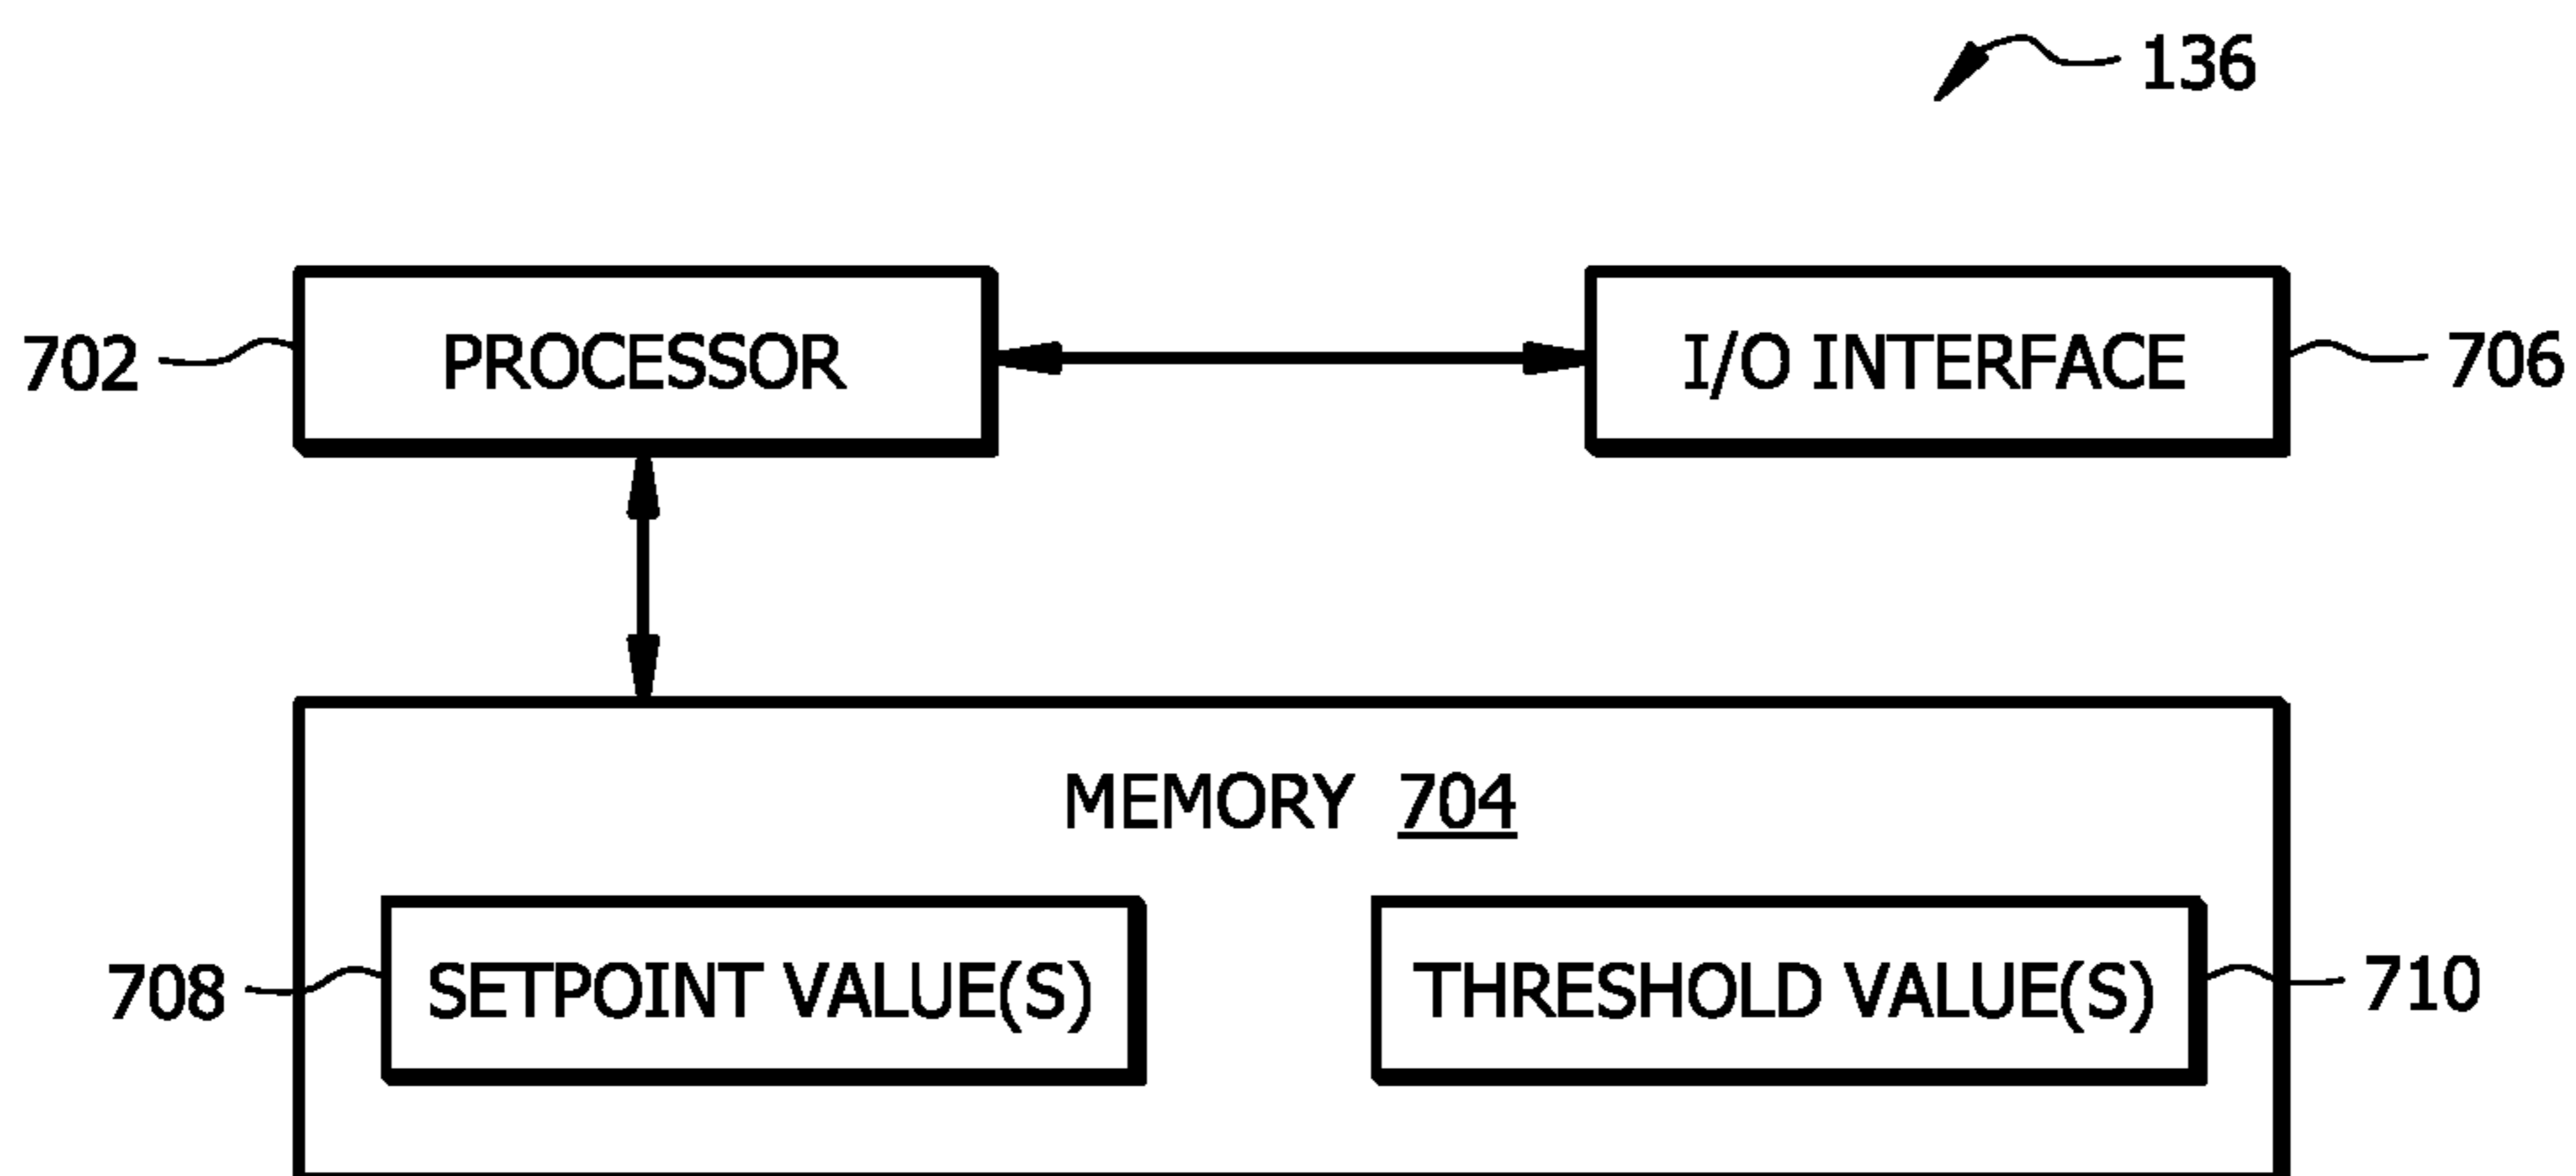 136
702 PROCESSOR I/O INTERFACE 706
MEMORY 704
708 SETPOINT VALUE(S) THRESHOLD VALUE(S) 710